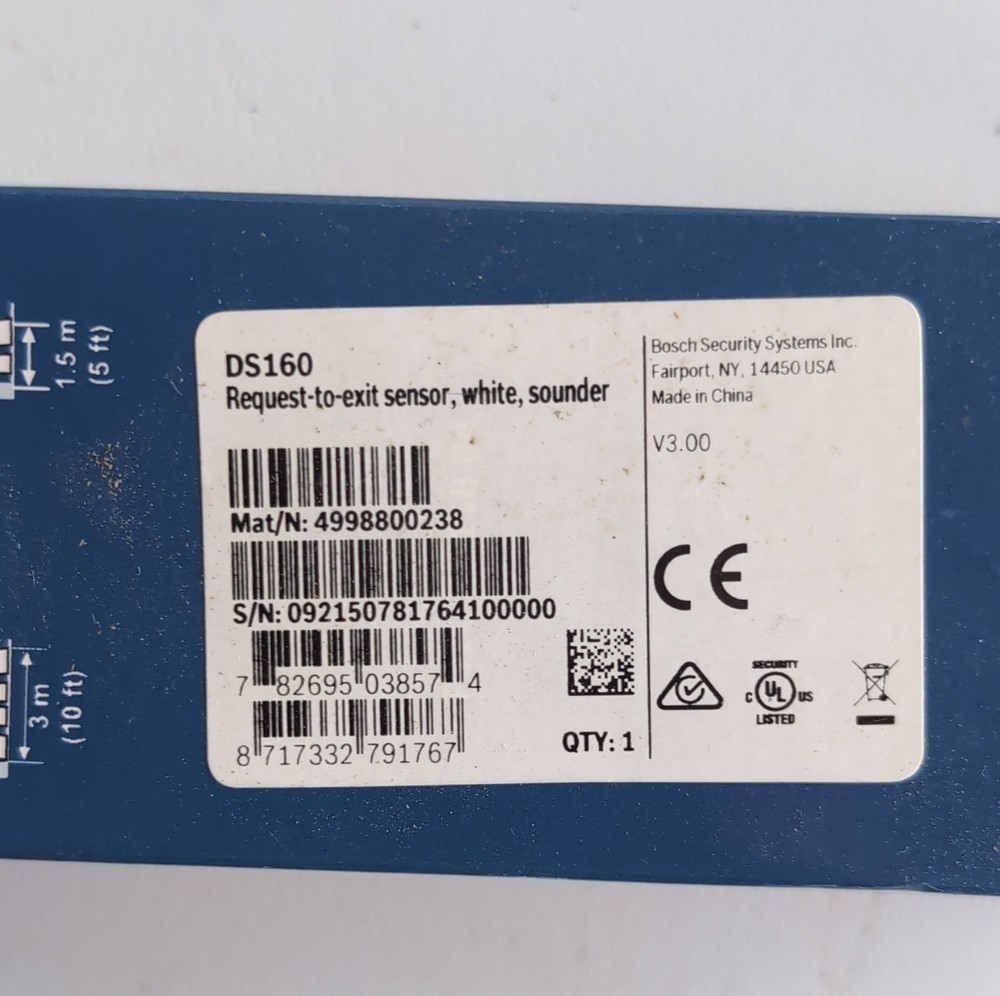 DS160
Request-to-exit sensor, white, sounder
Mat/N: 4998800238
S/N: 092150781764100000
7 82695 03857 4
8 717332 791767
QTY: 1
Bosch Security Systems Inc.
Fairport, NY, 14450 USA
Made in China
V3.00
CE
SECURITY
C UL US
LISTED
1.5 m
(5 ft)
3 m
(10 ft)